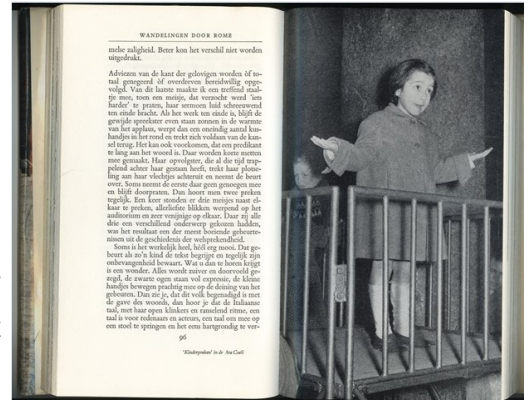 WANDELINGEN DOOR ROME
mehe zaligheid. Beter kon het verschil niet worden
uitgedrukt.
Adviezen van de kant der gelovigen worden òf to-
taal genegeerd òf overdreven bereidwillig opge-
volgd. Van dit laatste maakte ik een treffend staal-
tje mee, toen een meisje, dat verzocht werd 'iets
harder' te praten, haar sermoen luid schreeuwend
ten einde bracht. Als het werk ten einde is, blijft de
gewijde spreekster even staan zonnen in de warmte
van het applaus, werpt dan een oneindig aantal kus-
handjes in het rond en trekt zich voldaan van de kan-
sel terug. Het kan ook voorkomen, dat een predikant
te lang aan het woord is. Daar worden korte metten
mee gemaakt. Haar opvolgster, die al die tijd trap-
pelend achter haar gestaan heeft, trekt haar plotse-
ling aan haar vlechtjes achteruit en neemt de beurt
over. Soms neemt de eerste daar geen genoegen mee
en blijft doorpraten. Dan hoort men twee preken
tegelijk. Een keer stonden er drie meisjes naast el-
kaar te preken, allerliefste blikken werpend op het
auditorium en zeer venijnige op elkaar. Daar zij alle
drie een verschillend onderwerp gekozen hadden,
was het resultaat een der meest boeiende gebeurte-
nissen uit de geschiedenis der welsprekendheid.
Soms is het werkelijk heel, héél erg mooi. Dat ge-
beurt als zo'n kind de tekst begrijpt en tegelijk zijn
onbevangenheid bewaart. Wat u dan te horen krijgt
is een wonder. Alles wordt zuiver en doorvoeld ge-
zegd, de zwarte ogen staan vol expressie, de kleine
handjes bewegen prachtig mee op de deining van het
gebeuren. Dan zie je, dat dit volk begenadigd is met
de gave des woords, dan hoor je dat de Italiaanse
taal, met haar open klinkers en ratelend ritme, een
taal is voor redenaars en acteurs, een taal om mee op
een stoel te springen en het eens hartgrondig te ver-
96
'Kinderpreken' in de Ara Coeli